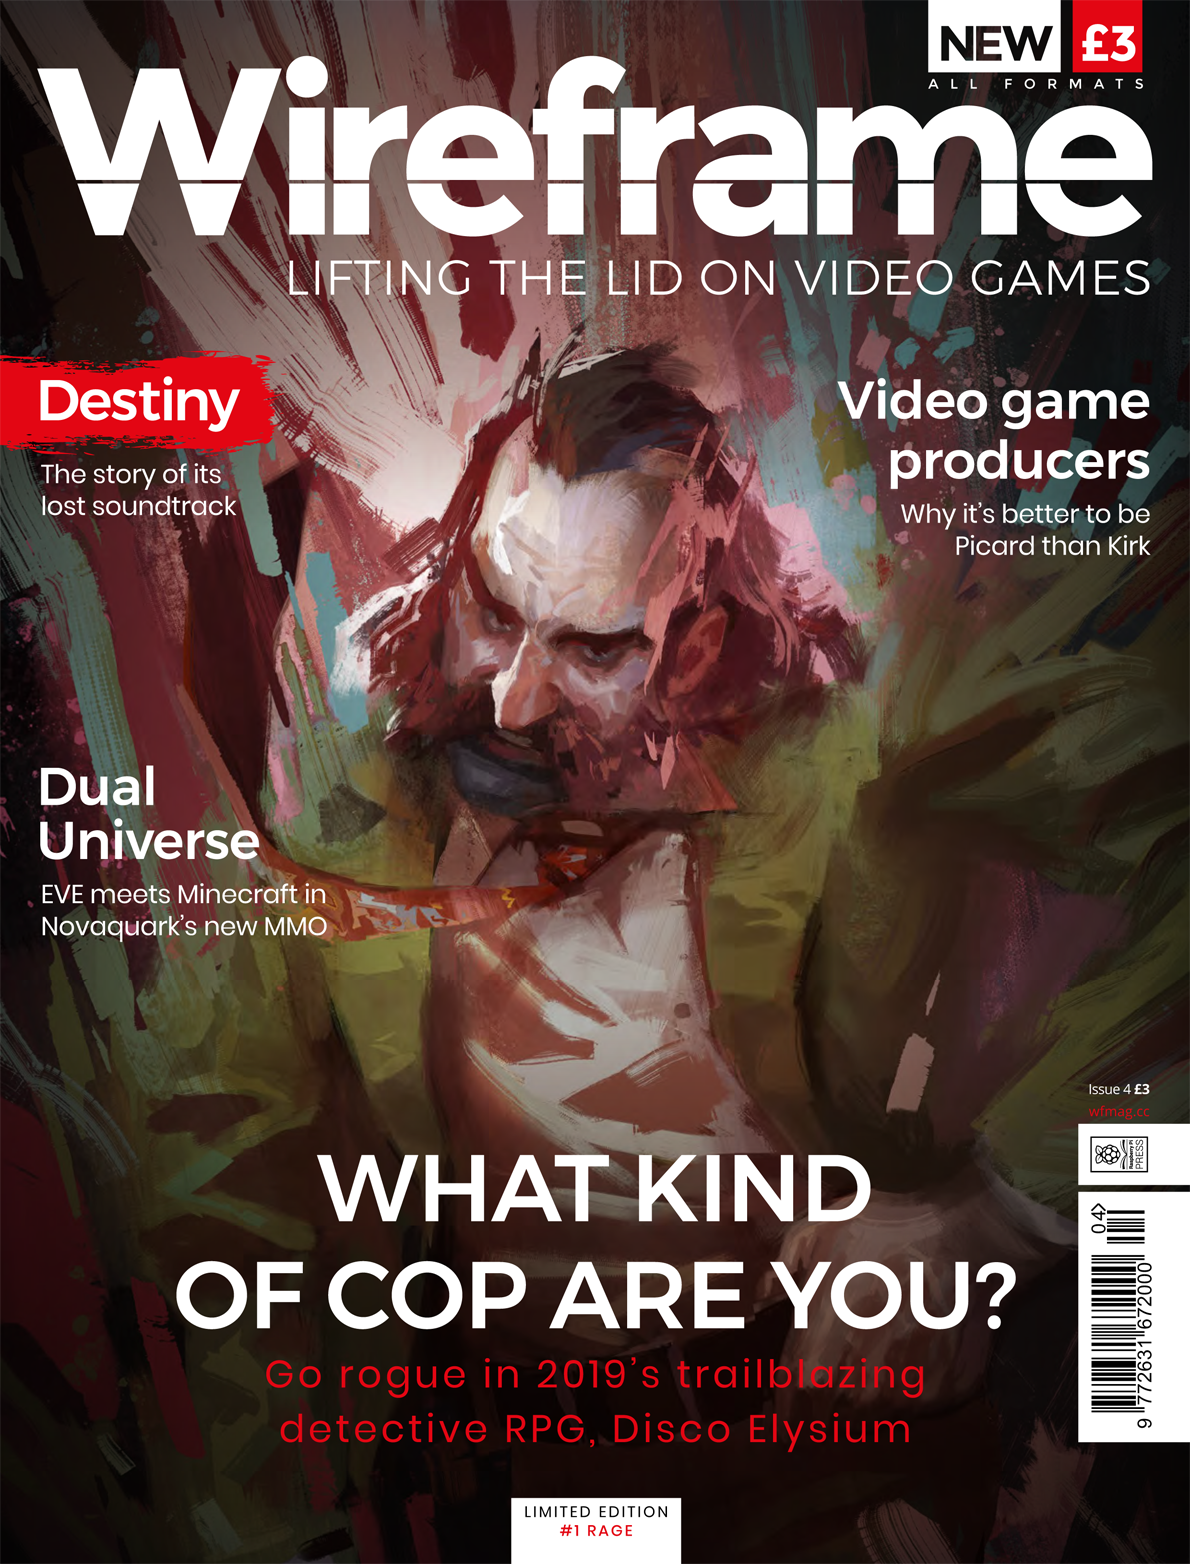 NEW £3
ALL FORMATS
Wireframe
LIFTING THE LID ON VIDEO GAMES
Destiny
The story of its
lost soundtrack
Video game
producers
Why it's better to be
Picard than Kirk
Dual
Universe
EVE meets Minecraft in
Novaquark's new MMO
Issue 4 £3
wfmag.cc
Raspberry Pi
PRESS
04>
9 772631 672000
WHAT KIND
OF COP ARE YOU?
Go rogue in 2019's trailblazing
detective RPG, Disco Elysium
LIMITED EDITION
#1 RAGE